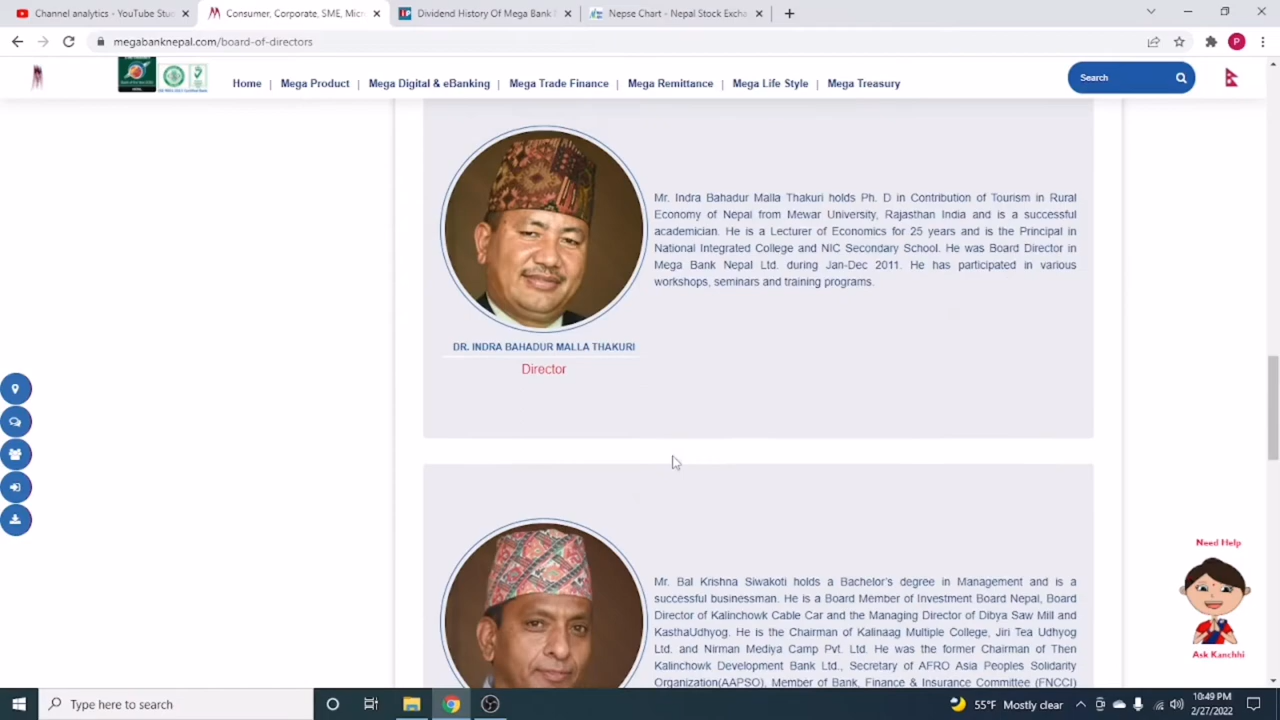 Channel analytics - YouTube Stud
Consumer, Corporate, SME, Micr
Dividend History Of Mega Bank
Nepse Chart - Nepal Stock Excha
megabanknepal.com/board-of-directors
P
Home | Mega Product | Mega Digital & eBanking | Mega Trade Finance | Mega Remittance | Mega Life Style | Mega Treasury
Search
Mr. Indra Bahadur Malla Thakuri holds Ph. D in Contribution of Tourism in Rural
Economy of Nepal from Mewar University, Rajasthan India and is a successful
academician. He is a Lecturer of Economics for 25 years and is the Principal in
National Integrated College and NIC Secondary School. He was Board Director in
Mega Bank Nepal Ltd. during Jan-Dec 2011. He has participated in various
workshops, seminars and training programs.
DR. INDRA BAHADUR MALLA THAKURI
Director
Mr. Bal Krishna Siwakoti holds a Bachelor's degree in Management and is a
successful businessman. He is a Board Member of Investment Board Nepal, Board
Director of Kalinchowk Cable Car and the Managing Director of Dibya Saw Mill and
KasthaUdhyog. He is the Chairman of Kalinaag Multiple College, Jiri Tea Udhyog
Ltd. and Nirman Mediya Camp Pvt. Ltd. He was the former Chairman of Then
Kalinchowk Development Bank Ltd., Secretary of AFRO Asia Peoples Solidarity
Organization(AAPSO), Member of Bank, Finance & Insurance Committee (FNCCI)
Need Help
Ask Kanchhi
Type here to search
55°F Mostly clear
10:49 PM
2/27/2022